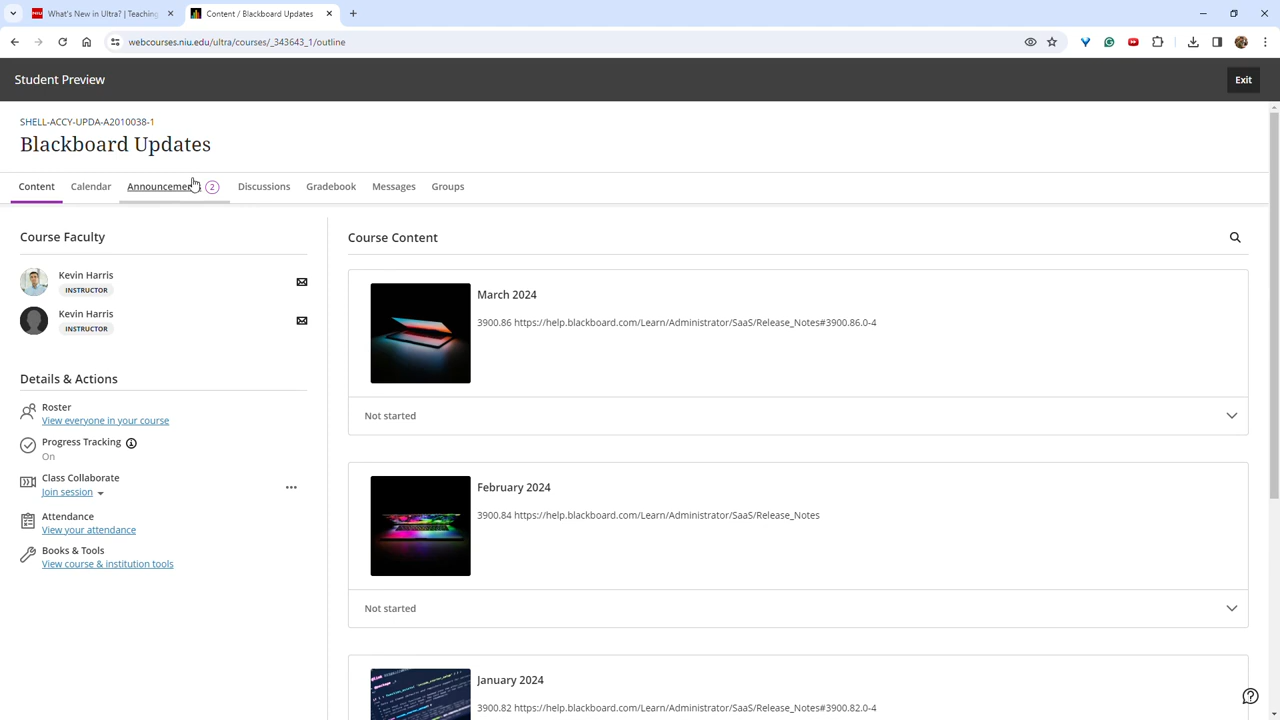 What's New in Ultra? | Teaching
Content / Blackboard Updates
webcourses.niu.edu/ultra/courses/_343643_1/outline
Student Preview
Exit
SHELL-ACCY-UPDA-A2010038-1
Blackboard Updates
Content
Calendar
Announcements
2
Discussions
Gradebook
Messages
Groups
Course Faculty
Kevin Harris
INSTRUCTOR
Kevin Harris
INSTRUCTOR
Details & Actions
Roster
View everyone in your course
Progress Tracking
On
Class Collaborate
Join session
Attendance
View your attendance
Books & Tools
View course & institution tools
Course Content
March 2024
3900.86 https://help.blackboard.com/Learn/Administrator/SaaS/Release_Notes#3900.86.0-4
Not started
February 2024
3900.84 https://help.blackboard.com/Learn/Administrator/SaaS/Release_Notes
Not started
January 2024
3900.82 https://help.blackboard.com/Learn/Administrator/SaaS/Release_Notes#3900.82.0-4